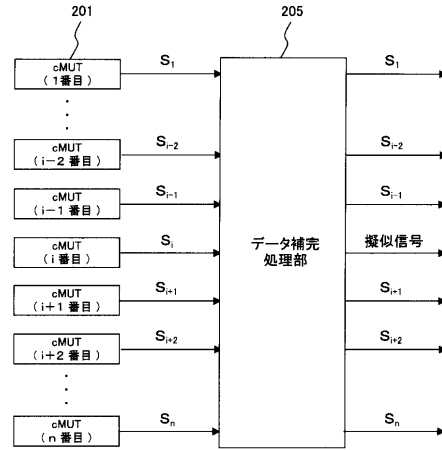 201
205
cMUT
(1番目)
S1
S1
cMUT
(i−2 番目)
Si−2
Si−2
cMUT
(i−1 番目)
Si−1
Si−1
cMUT
(i 番目)
Si
データ補完
処理部
擬似信号
cMUT
(i+1 番目)
Si+1
Si+1
cMUT
(i+2 番目)
Si+2
Si+2
cMUT
(n 番目)
Sn
Sn